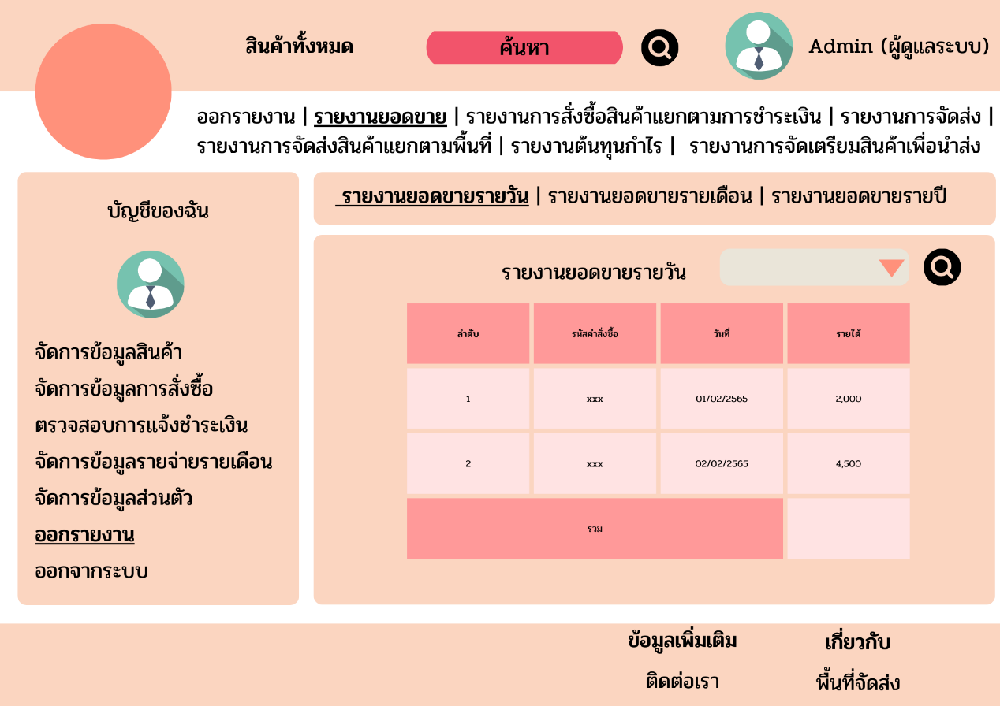 สินค้าทั้งหมด ค้นหา Admin (ผู้ดูแลระบบ)
ออกรายงาน | รายงานยอดขาย | รายงานการสั่งซื้อสินค้าแยกตามการชำระเงิน | รายงานการจัดส่ง |
รายงานการจัดส่งสินค้าแยกตามพื้นที่ | รายงานต้นทุนกำไร | รายงานการจัดเตรียมสินค้าเพื่อนำส่ง
บัญชีของฉัน
จัดการข้อมูลสินค้า
จัดการข้อมูลการสั่งซื้อ
ตรวจสอบการแจ้งชำระเงิน
จัดการข้อมูลรายจ่ายรายเดือน
จัดการข้อมูลส่วนตัว
ออกรายงาน
ออกจากระบบ
รายงานยอดขายรายวัน | รายงานยอดขายรายเดือน | รายงานยอดขายรายปี
รายงานยอดขายรายวัน
ลำดับ รหัสคำสั่งซื้อ วันที่ รายได้
1 xxx 01/02/2565 2,000
2 xxx 02/02/2565 4,500
รวม
ข้อมูลเพิ่มเติม เกี่ยวกับ
ติดต่อเรา พื้นที่จัดส่ง